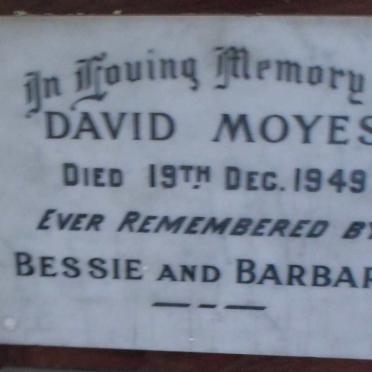 In Loving Memory
DAVID MOYES
DIED 19TH DEC. 1949
EVER REMEMBERED BY
BESSIE AND BARBAR